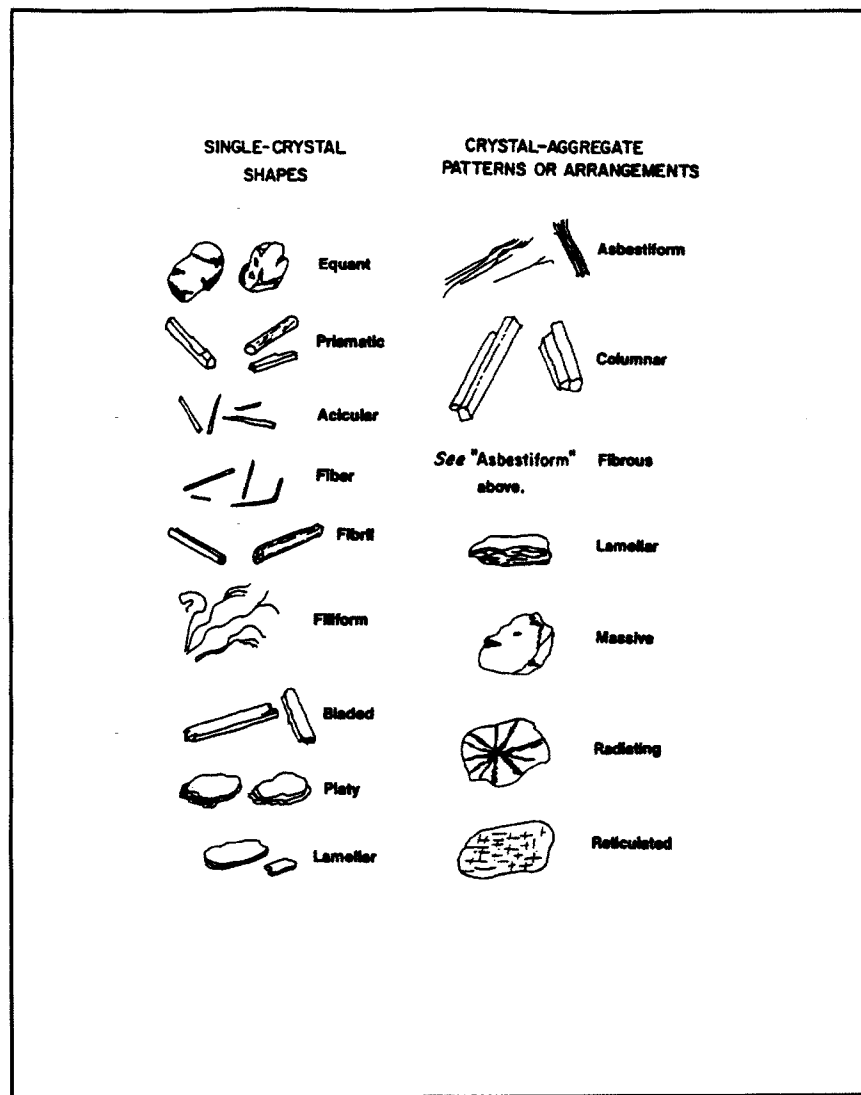 SINGLE-CRYSTAL
SHAPES
Equant
Prismatic
Acicular
Fiber
Fibril
Filiform
Bladed
Platy
Lamellar
CRYSTAL-AGGREGATE
PATTERNS OR ARRANGEMENTS
Asbestiform
Columnar
See "Asbestiform" Fibrous
above.
Lamellar
Massive
Radiating
Reticulated